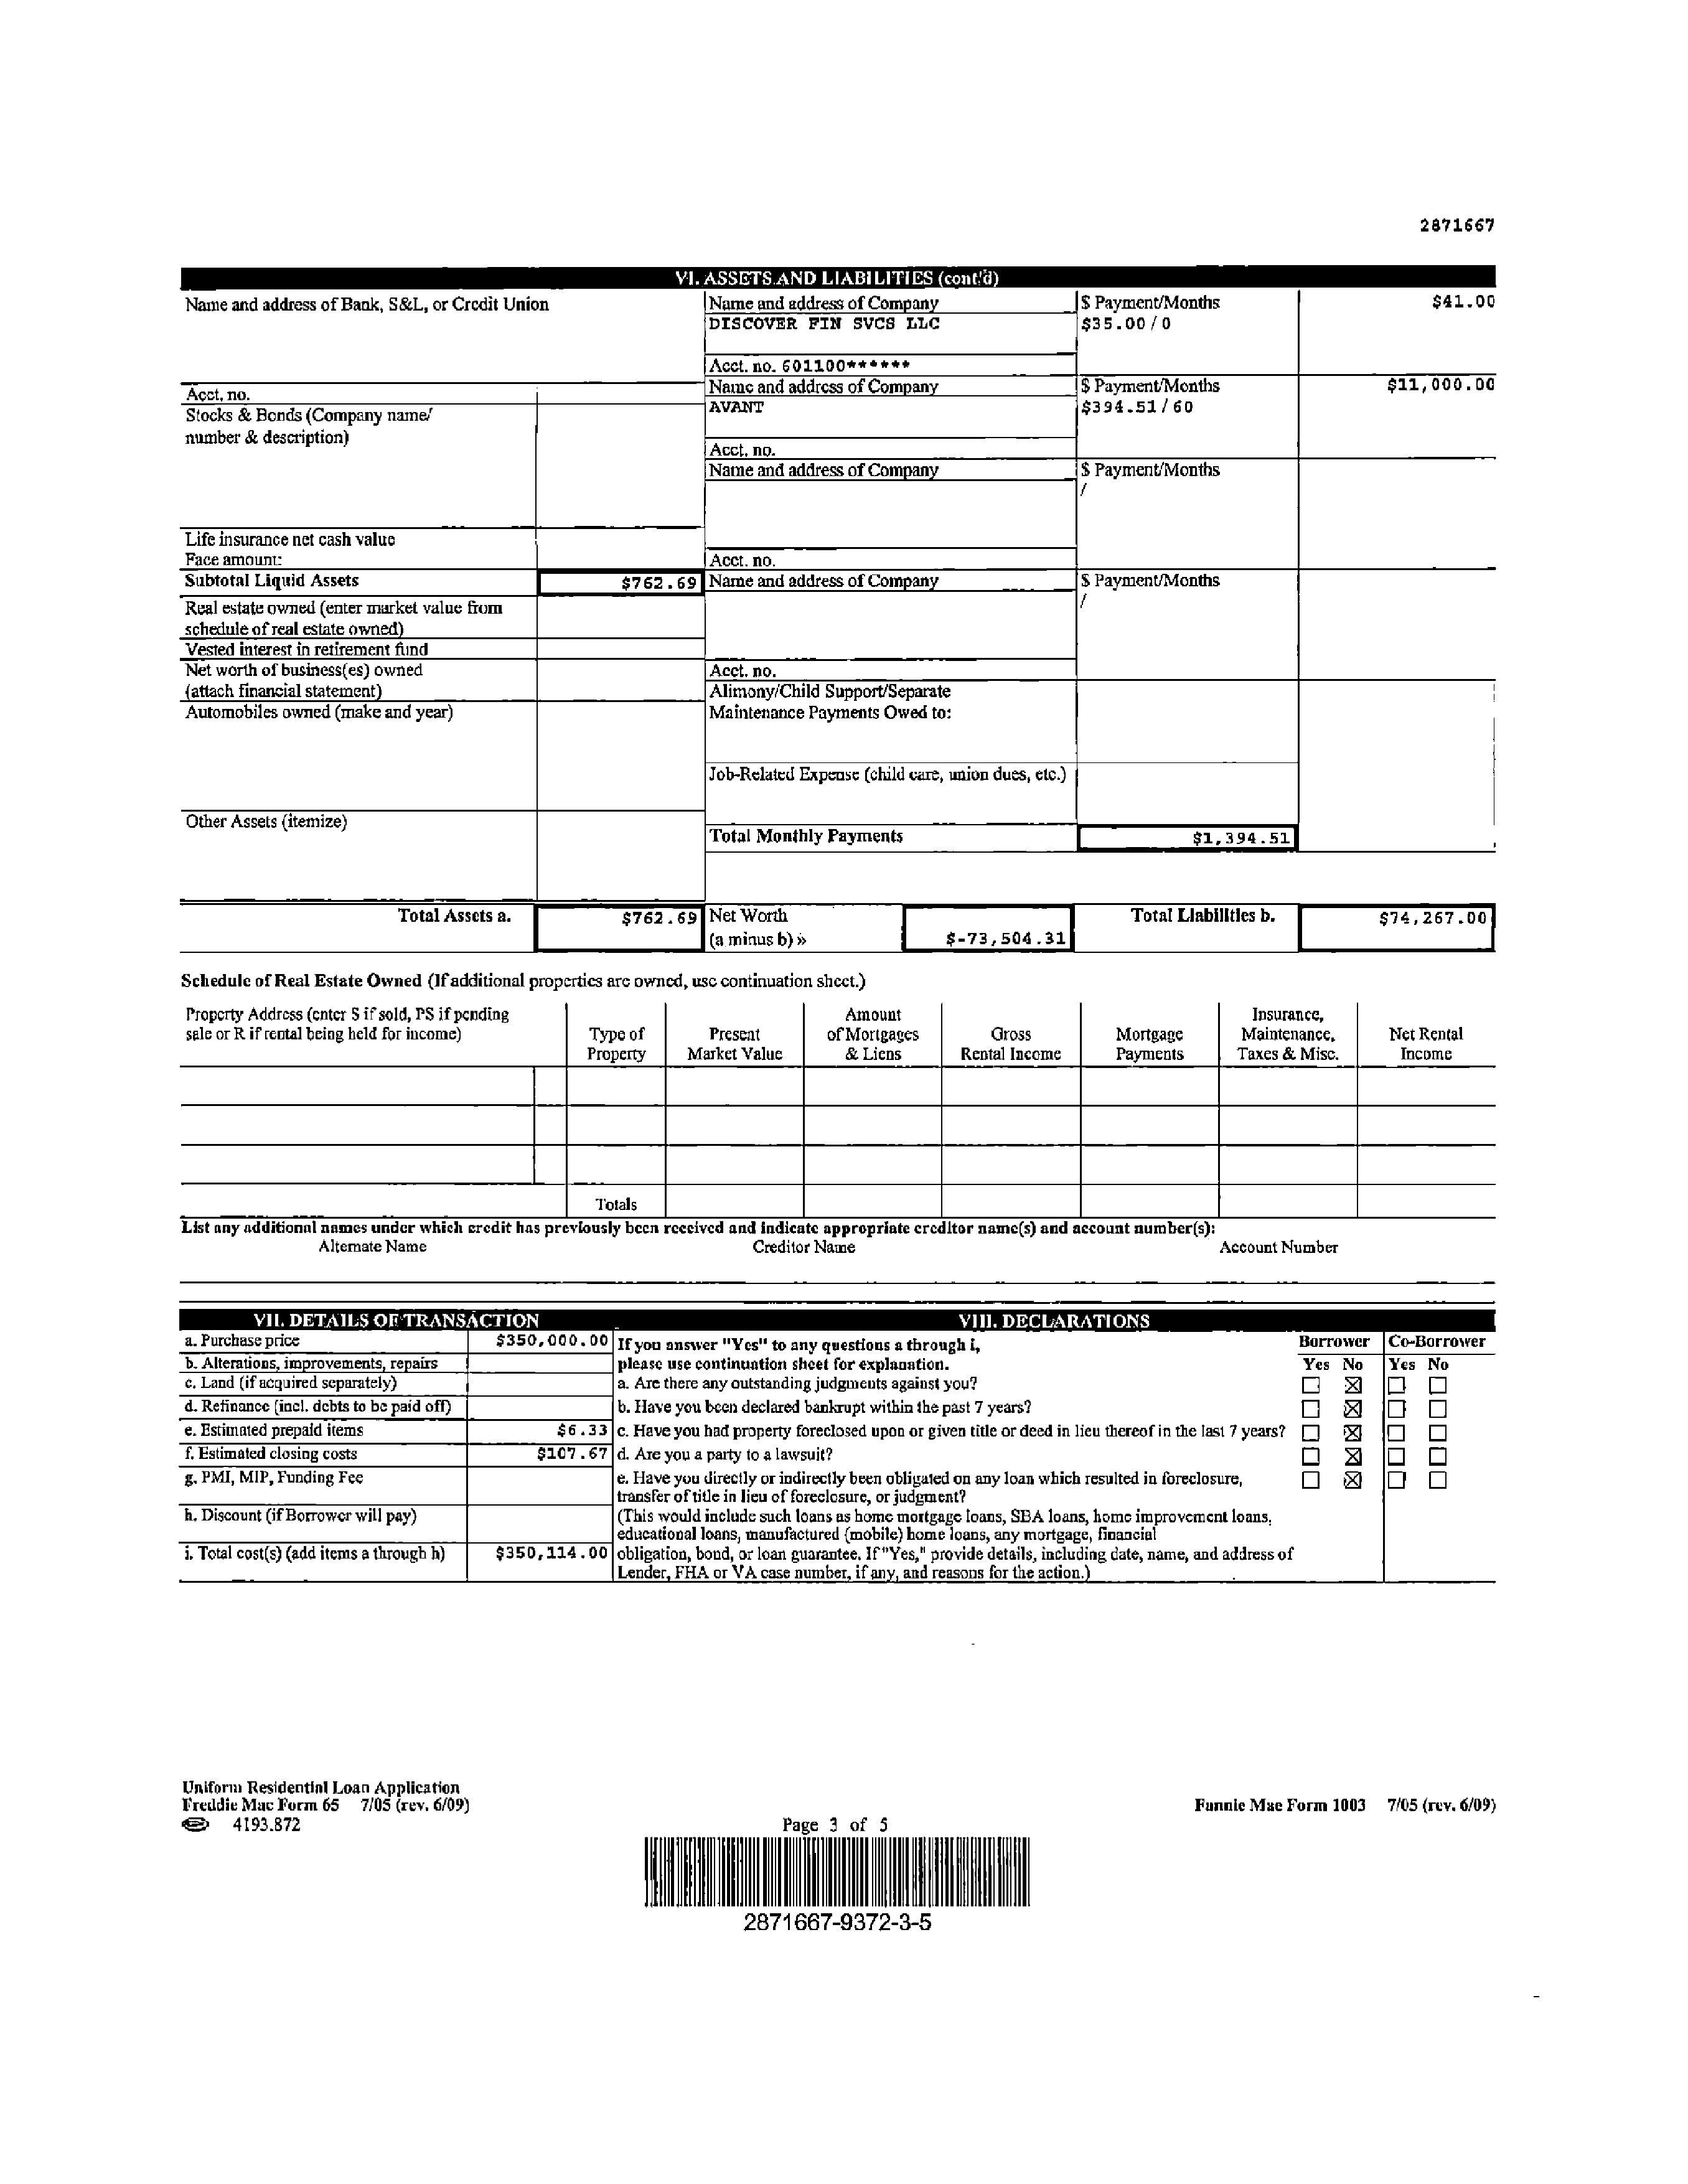 2871667
VI. ASSETS AND LIABILITIES (cont'd)
Name and address of Bank, S&L, or Credit Union
Acct. no.
Stocks & Bonds (Company name/
number & description)
Life insurance net cash value
Face amount:
Subtotal Liquid Assets $762.69
Real estate owned (enter market value from
schedule of real estate owned)
Vested interest in retirement fund
Net worth of business(es) owned
(attach financial statement)
Automobiles owned (make and year)
Other Assets (itemize)
Name and address of Company $ Payment/Months $41.00
DISCOVER FIN SVCS LLC $35.00/0
Acct. no. 601100******
Name and address of Company $ Payment/Months $11,000.00
AVANT $394.51/60
Acct. no.
Name and address of Company $ Payment/Months
/
Acct. no.
Name and address of Company $ Payment/Months
/
Acct. no.
Alimony/Child Support/Separate
Maintenance Payments Owed to:
Job-Related Expense (child care, union dues, etc.)
Total Monthly Payments $1,394.51
Total Assets a. $762.69 Net Worth
(a minus b) » $-73,504.31 Total Liabilities b. $74,267.00
Schedule of Real Estate Owned (If additional properties are owned, use continuation sheet.)
Property Address (enter S if sold, PS if pending
sale or R if rental being held for income)
Type of
Property
Present
Market Value
Amount
of Mortgages
& Liens
Gross
Rental Income
Mortgage
Payments
Insurance,
Maintenance,
Taxes & Misc.
Net Rental
Income
Totals
List any additional names under which credit has previously been received and indicate appropriate creditor name(s) and account number(s):
Alternate Name Creditor Name Account Number
VII. DETAILS OF TRANSACTION
a. Purchase price $350,000.00
b. Alterations, improvements, repairs
c. Land (if acquired separately)
d. Refinance (incl. debts to be paid off)
e. Estimated prepaid items $6.33
f. Estimated closing costs $107.67
g. PMI, MIP, Funding Fee
h. Discount (if Borrower will pay)
i. Total cost(s) (add items a through h) $350,114.00
VIII. DECLARATIONS
If you answer "Yes" to any questions a through i, Borrower Co-Borrower
please use continuation sheet for explanation. Yes No Yes No
a. Are there any outstanding judgments against you? ☐ ☒ ☐ ☐
b. Have you been declared bankrupt within the past 7 years? ☐ ☒ ☐ ☐
c. Have you had property foreclosed upon or given title or deed in lieu thereof in the last 7 years? ☐ ☒ ☐ ☐
d. Are you a party to a lawsuit? ☐ ☒ ☐ ☐
e. Have you directly or indirectly been obligated on any loan which resulted in foreclosure, ☐ ☒ ☐ ☐
transfer of title in lieu of foreclosure, or judgment?
(This would include such loans as home mortgage loans, SBA loans, home improvement loans,
educational loans, manufactured (mobile) home loans, any mortgage, financial
obligation, bond, or loan guarantee. If "Yes," provide details, including date, name, and address of
Lender, FHA or VA case number, if any, and reasons for the action.)
Uniform Residential Loan Application
Freddie Mac Form 65 7/05 (rev. 6/09)
4193.872
Page 3 of 5
Fannie Mae Form 1003 7/05 (rev. 6/09)
2871667-9372-3-5